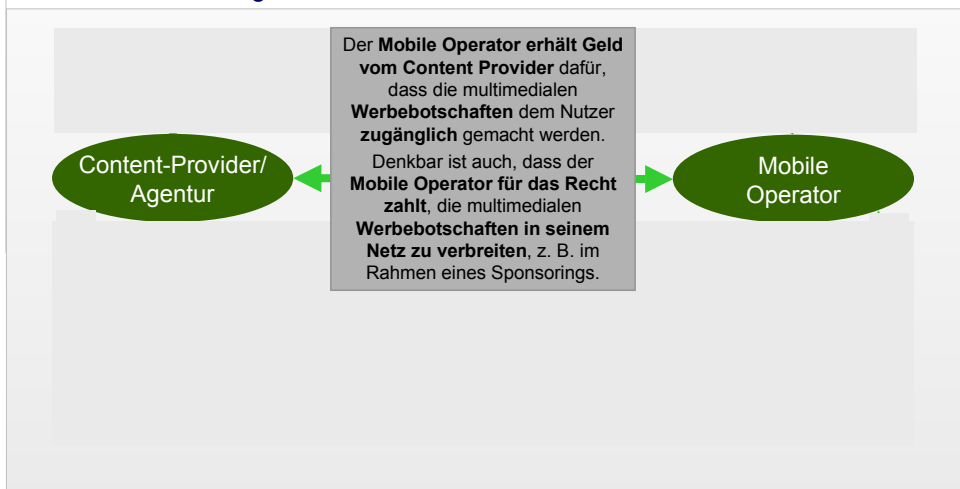 Der Mobile Operator erhält Geld
vom Content Provider dafür,
dass die multimedialen
Werbebotschaften dem Nutzer
zugänglich gemacht werden.
Denkbar ist auch, dass der
Mobile Operator für das Recht
zahlt, die multimedialen
Werbebotschaften in seinem
Netz zu verbreiten, z. B. im
Rahmen eines Sponsorings.
Content-Provider/
Agentur
Mobile
Operator